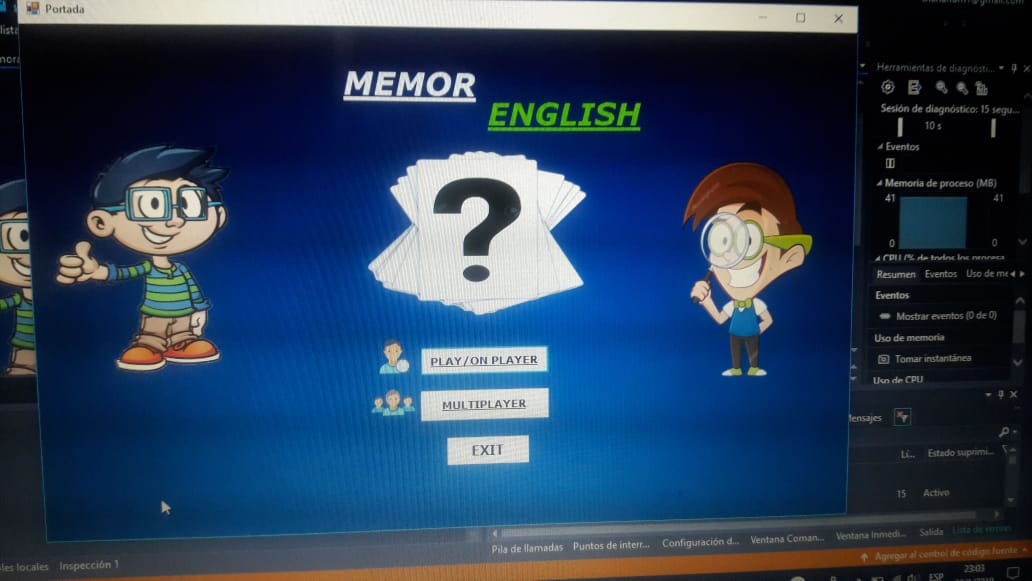 Portada
MEMOR
ENGLISH
?
PLAY/ON PLAYER
MULTIPLAYER
EXIT
Herramientas de diagnósti...
Sesión de diagnóstico: 15 segu...
10 s
Eventos
Memoria de proceso (MB)
41 41
0 0
CPU (% de todos los procesa
Resumen Eventos Uso de me
Eventos
Mostrar eventos (0 de 0)
Uso de memoria
Tomar instantánea
Uso de CPU
Mensajes
Lí... Estado suprimi...
15 Activo
Pila de llamadas Puntos de interr... Configuración d... Ventana Coman... Ventana Inmedi... Salida Lista de errores
Agregar al control de código fuente
les locales Inspección 1
ESP 23:03